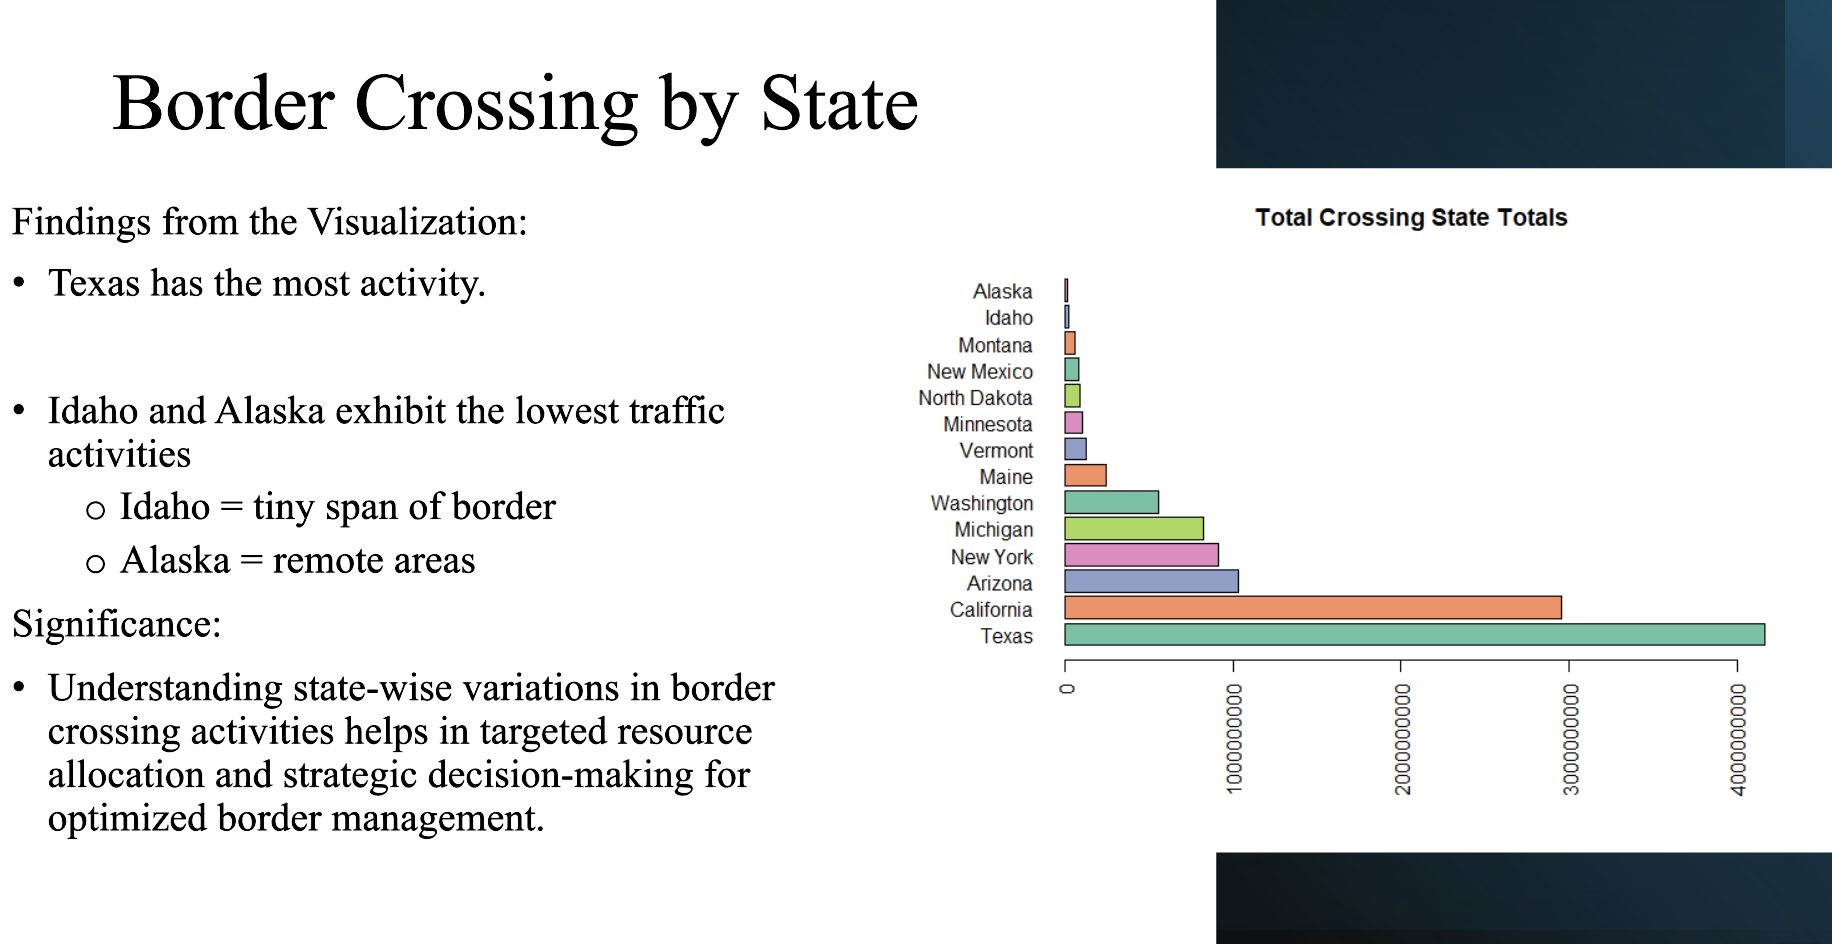 Border Crossing by State
Findings from the Visualization:
• Texas has the most activity.
• Idaho and Alaska exhibit the lowest traffic
activities
o Idaho = tiny span of border
o Alaska = remote areas
Significance:
• Understanding state-wise variations in border
crossing activities helps in targeted resource
allocation and strategic decision-making for
optimized border management.
Total Crossing State Totals
Alaska
Idaho
Montana
New Mexico
North Dakota
Minnesota
Vermont
Maine
Washington
Michigan
New York
Arizona
California
Texas
0
1000000000
2000000000
3000000000
4000000000